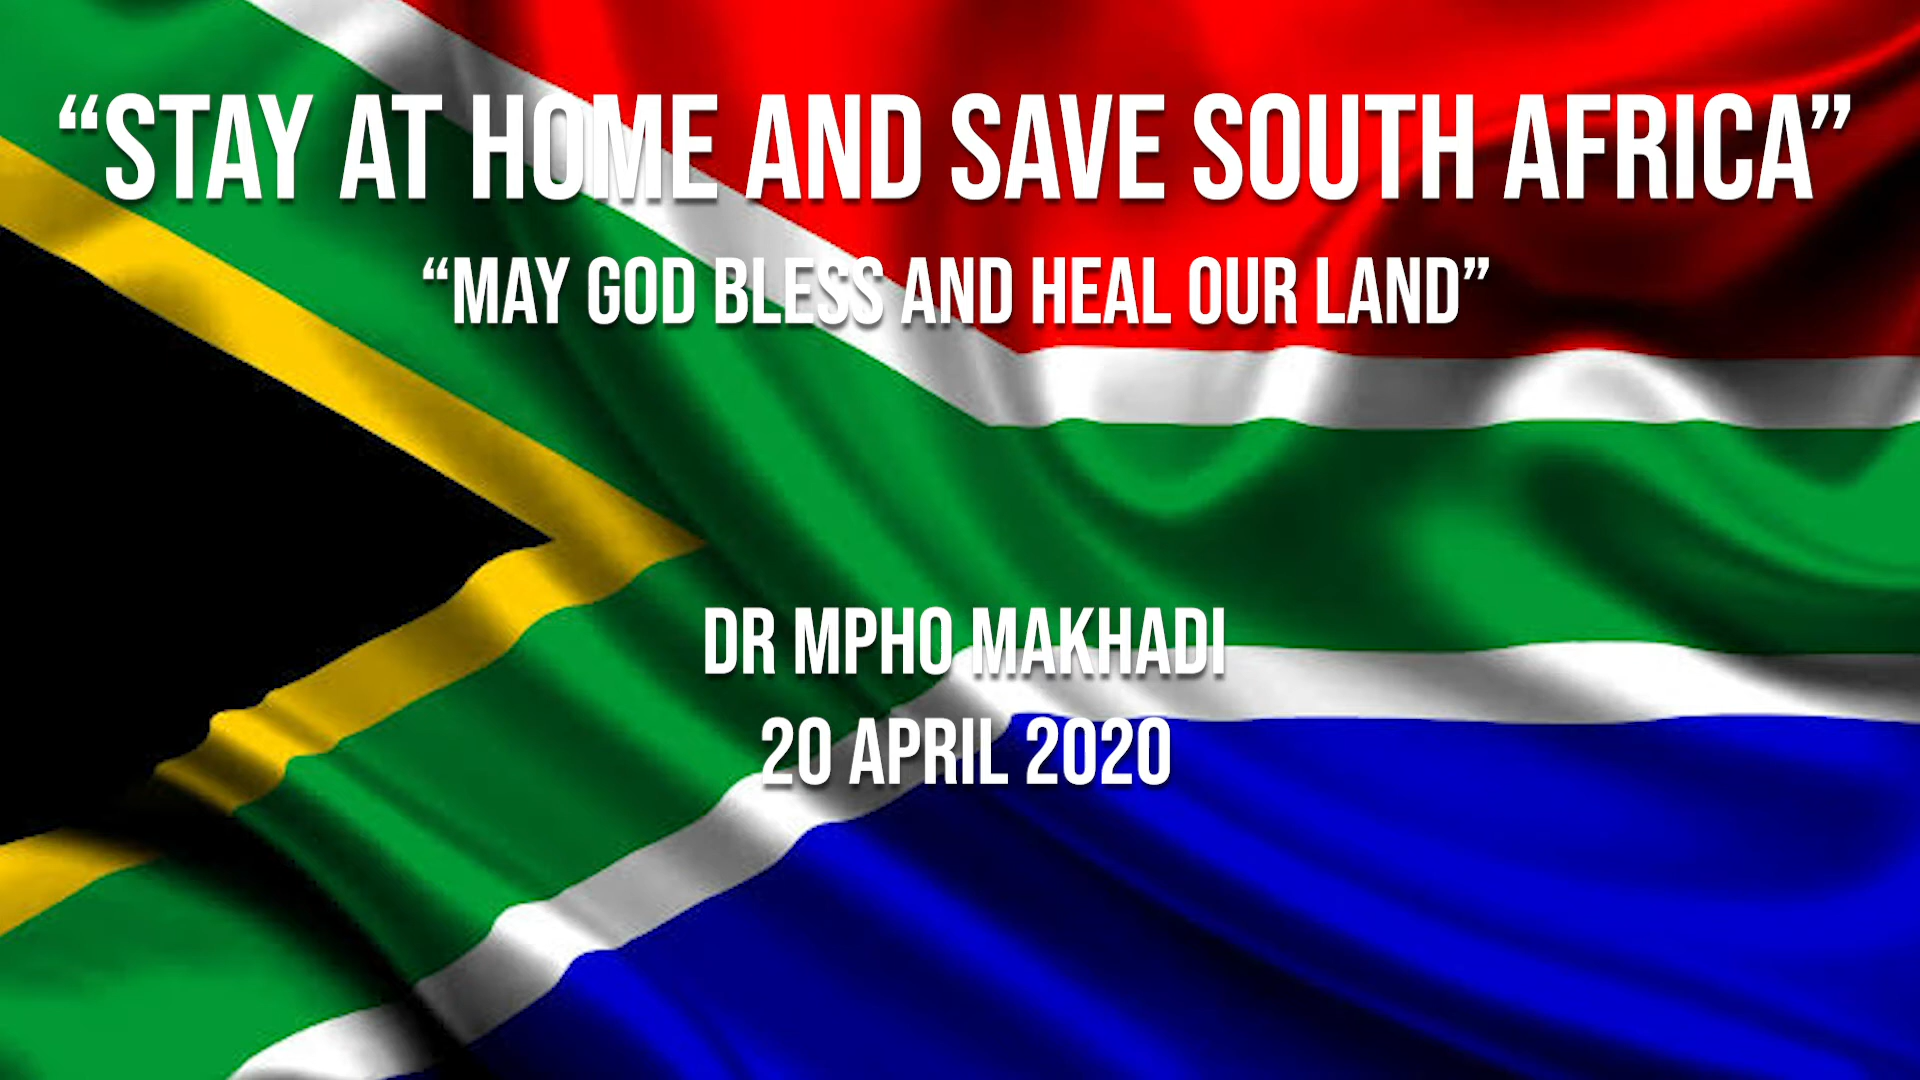 “STAY AT HOME AND SAVE SOUTH AFRICA”
“MAY GOD BLESS AND HEAL OUR LAND”
DR MPHO MAKHADI
20 APRIL 2020